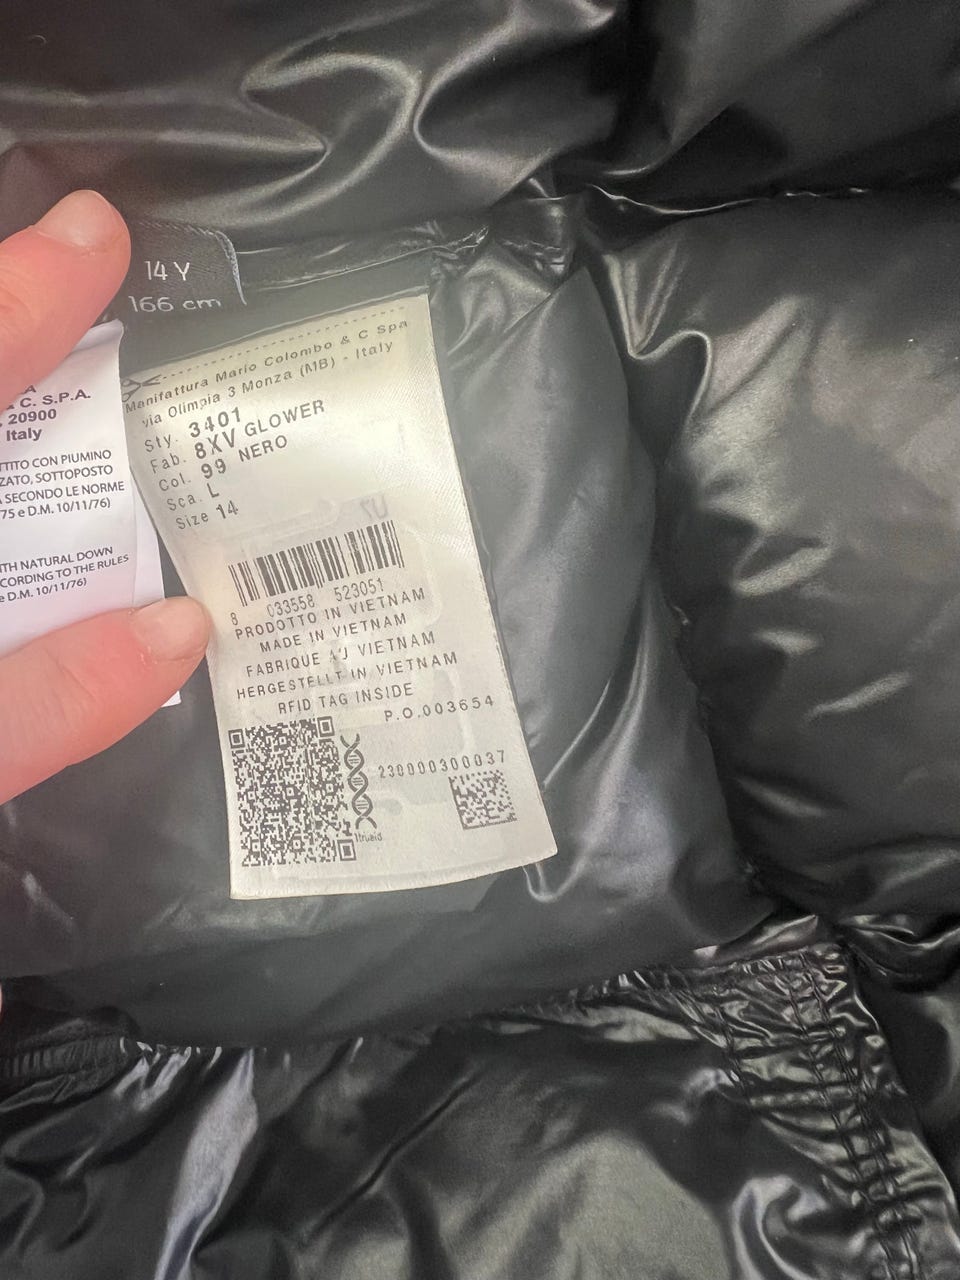 14 Y
166 cm
A
& C. S.P.A.
, 20900
Italy
TTITO CON PIUMINO
ZZATO, SOTTOPOSTO
A SECONDO LE NORME
75 e D.M. 10/11/76)
TH NATURAL DOWN
CORDING TO THE RULES
e D.M. 10/11/76)
Manifattura Mario Colombo & C Spa
via Olimpia 3 Monza (MB) - Italy
Sty. 3401
Fab. 8XV GLOWER
Col. 99 NERO
Sca. L
Size 14
8 033558 523051
PRODOTTO IN VIETNAM
MADE IN VIETNAM
FABRIQUE AU VIETNAM
HERGESTELLT IN VIETNAM
RFID TAG INSIDE
P.O.003654
230000300037
1trueid